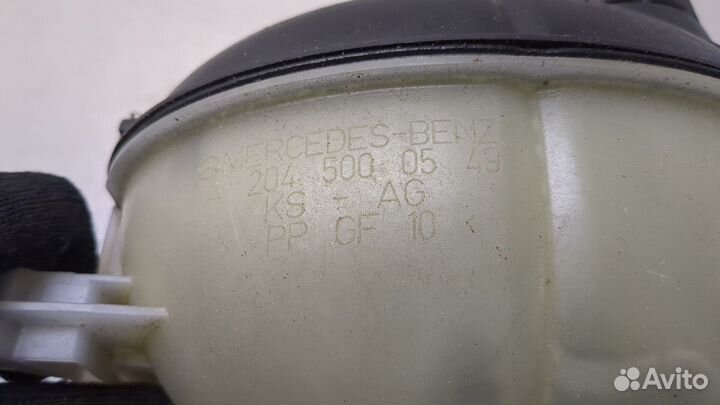 MERCEDES-BENZ
A 204 500 05 49
KS - AG
> PP GF 10 <
Avito